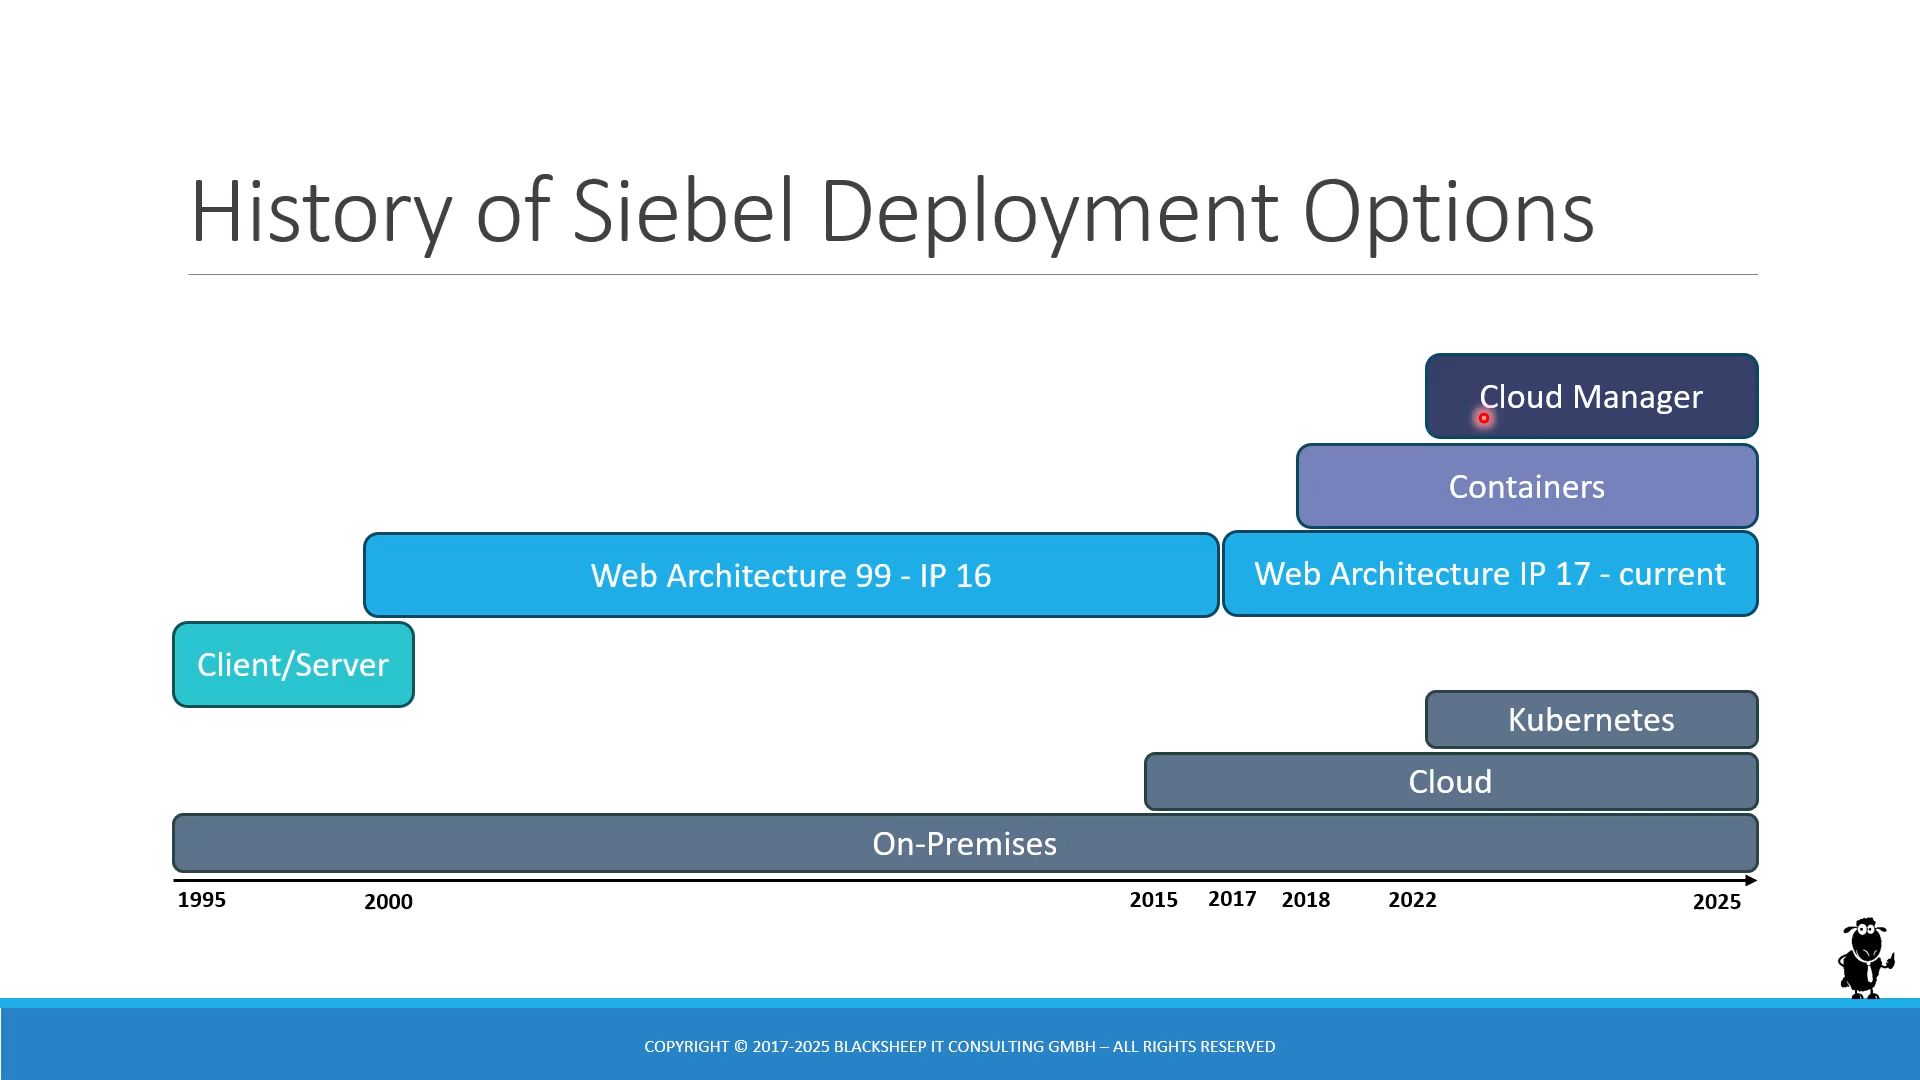 History of Siebel Deployment Options
Cloud Manager
Containers
Web Architecture 99 - IP 16
Web Architecture IP 17 - current
Client/Server
Kubernetes
Cloud
On-Premises
1995 2000 2015 2017 2018 2022 2025
COPYRIGHT © 2017-2025 BLACKSHEEP IT CONSULTING GMBH – ALL RIGHTS RESERVED